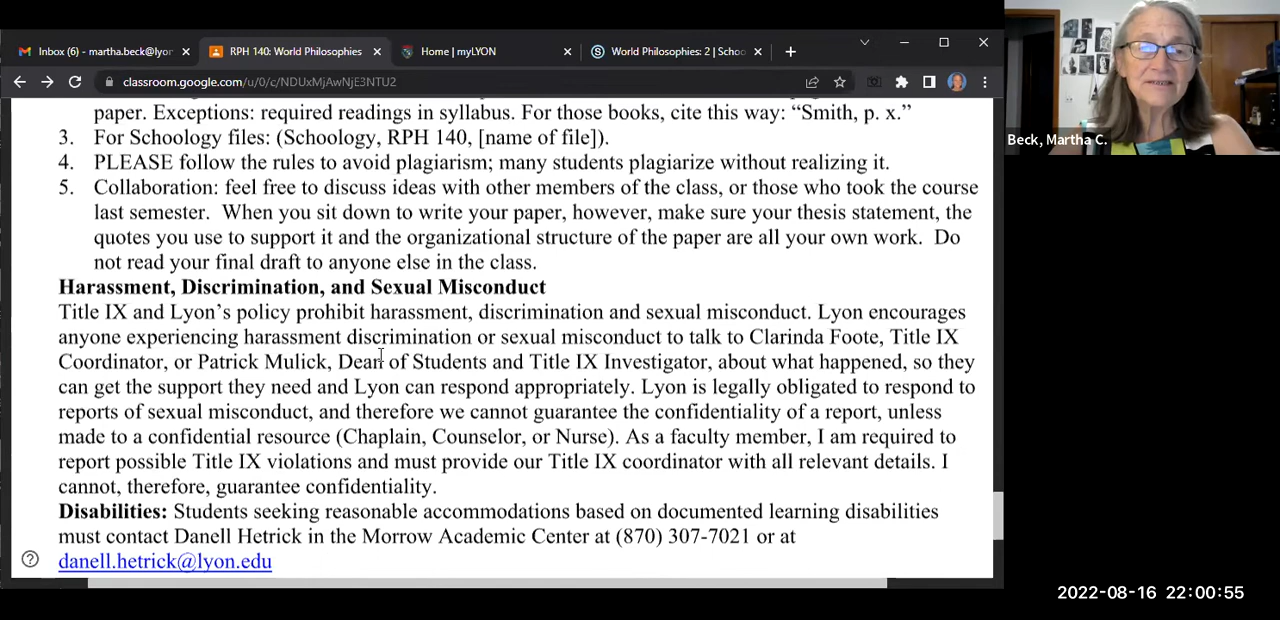 Inbox (6) - martha.beck@lyor
RPH 140: World Philosophies
Home | myLYON
World Philosophies: 2 | Schoo
classroom.google.com/u/0/c/NDUxMjAwNjE3NTU2
Beck, Martha C.
paper. Exceptions: required readings in syllabus. For those books, cite this way: “Smith, p. x.”
3. For Schoology files: (Schoology, RPH 140, [name of file]).
4. PLEASE follow the rules to avoid plagiarism; many students plagiarize without realizing it.
5. Collaboration: feel free to discuss ideas with other members of the class, or those who took the course
last semester. When you sit down to write your paper, however, make sure your thesis statement, the
quotes you use to support it and the organizational structure of the paper are all your own work. Do
not read your final draft to anyone else in the class.
Harassment, Discrimination, and Sexual Misconduct
Title IX and Lyon’s policy prohibit harassment, discrimination and sexual misconduct. Lyon encourages
anyone experiencing harassment discrimination or sexual misconduct to talk to Clarinda Foote, Title IX
Coordinator, or Patrick Mulick, Dean of Students and Title IX Investigator, about what happened, so they
can get the support they need and Lyon can respond appropriately. Lyon is legally obligated to respond to
reports of sexual misconduct, and therefore we cannot guarantee the confidentiality of a report, unless
made to a confidential resource (Chaplain, Counselor, or Nurse). As a faculty member, I am required to
report possible Title IX violations and must provide our Title IX coordinator with all relevant details. I
cannot, therefore, guarantee confidentiality.
Disabilities: Students seeking reasonable accommodations based on documented learning disabilities
must contact Danell Hetrick in the Morrow Academic Center at (870) 307-7021 or at
danell.hetrick@lyon.edu
2022-08-16 22:00:55